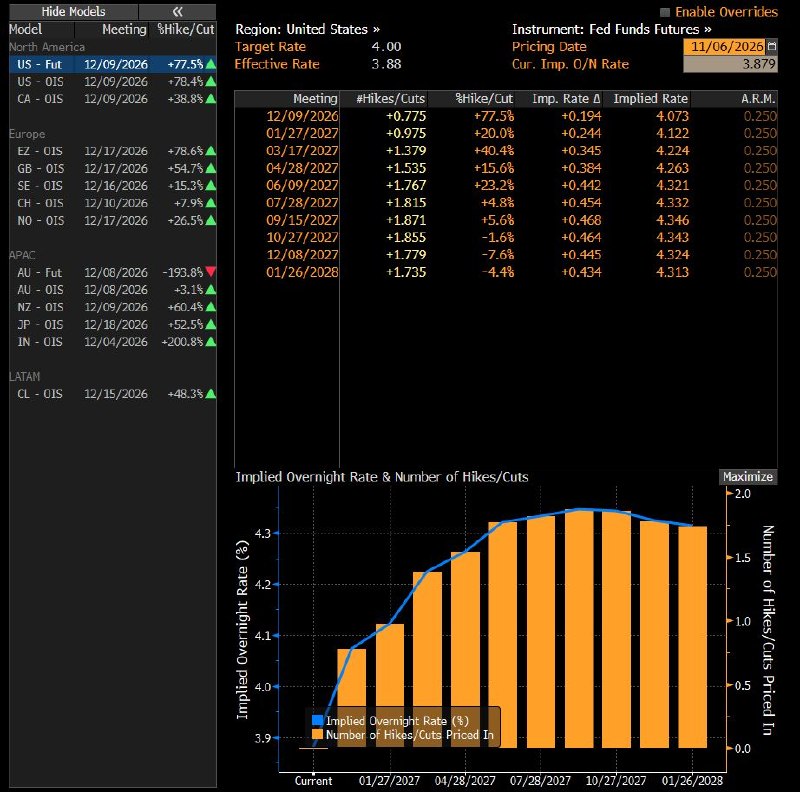 Hide Models «
Model Meeting %Hike/Cut
North America
US - Fut 12/09/2026 +77.5%
US - OIS 12/09/2026 +78.4%
CA - OIS 12/09/2026 +38.8%
Europe
EZ - OIS 12/17/2026 +78.6%
GB - OIS 12/17/2026 +54.7%
SE - OIS 12/16/2026 +15.3%
CH - OIS 12/10/2026 +7.9%
NO - OIS 12/17/2026 +26.5%
APAC
AU - Fut 12/08/2026 -193.8%
AU - OIS 12/08/2026 +3.1%
NZ - OIS 12/09/2026 +60.4%
JP - OIS 12/18/2026 +52.5%
IN - OIS 12/04/2026 +200.8%
LATAM
CL - OIS 12/15/2026 +48.3%
Enable Overrides
Region: United States » Instrument: Fed Funds Futures »
Target Rate 4.00 Pricing Date 11/06/2026
Effective Rate 3.88 Cur. Imp. O/N Rate 3.879
Meeting #Hikes/Cuts %Hike/Cut Imp. Rate Δ Implied Rate A.R.M.
12/09/2026 +0.775 +77.5% +0.194 4.073 0.250
01/27/2027 +0.975 +20.0% +0.244 4.122 0.250
03/17/2027 +1.379 +40.4% +0.345 4.224 0.250
04/28/2027 +1.535 +15.6% +0.384 4.263 0.250
06/09/2027 +1.767 +23.2% +0.442 4.321 0.250
07/28/2027 +1.815 +4.8% +0.454 4.332 0.250
09/15/2027 +1.871 +5.6% +0.468 4.346 0.250
10/27/2027 +1.855 -1.6% +0.464 4.343 0.250
12/08/2027 +1.779 -7.6% +0.445 4.324 0.250
01/26/2028 +1.735 -4.4% +0.434 4.313 0.250
Implied Overnight Rate & Number of Hikes/Cuts Maximize
Implied Overnight Rate (%)
4.3
4.2
4.1
4.0
3.9
Implied Overnight Rate (%)
Number of Hikes/Cuts Priced In
2.0
1.5
1.0
0.5
0.0
Number of Hikes/Cuts Priced In
Current 01/27/2027 04/28/2027 07/28/2027 10/27/2027 01/26/2028